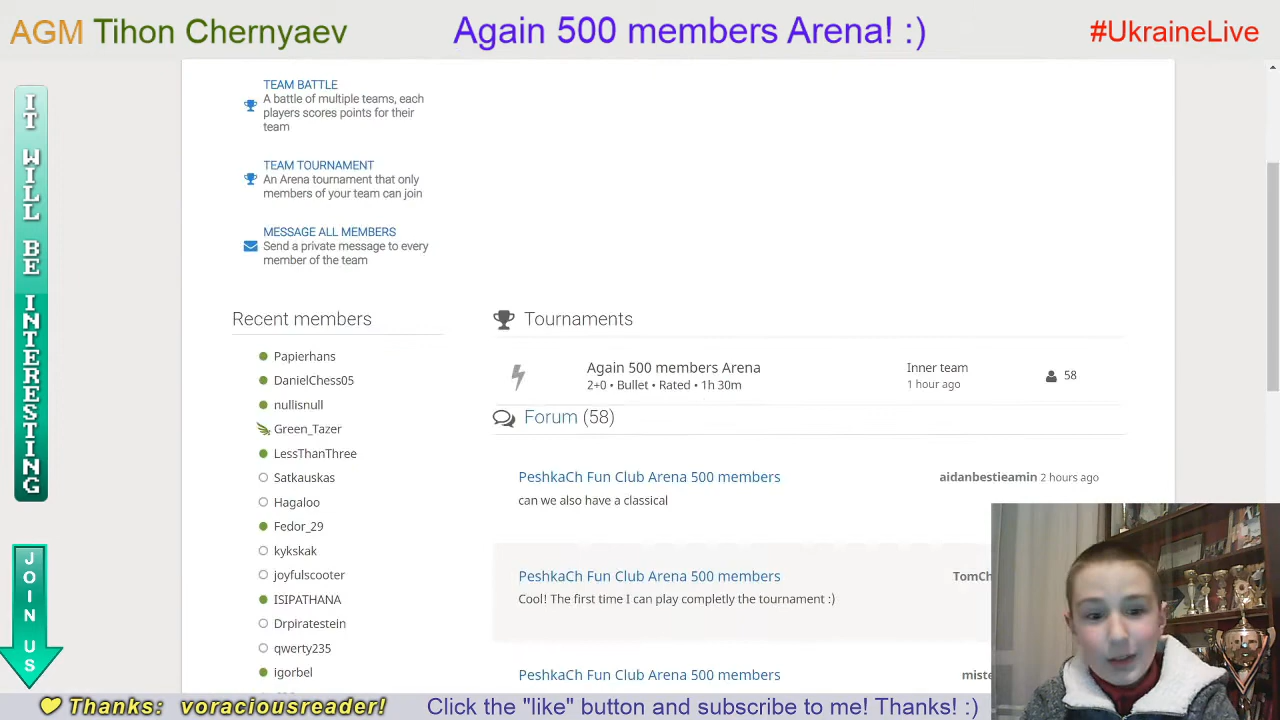 AGM Tihon Chernyaev
Again 500 members Arena! :)
#UkraineLive
IT WILL BE INTERESTING
JOIN US
TEAM BATTLE
A battle of multiple teams, each
players scores points for their
team
TEAM TOURNAMENT
An Arena tournament that only
members of your team can join
MESSAGE ALL MEMBERS
Send a private message to every
member of the team
Recent members
Papierhans
DanielChess05
nullisnull
Green_Tazer
LessThanThree
Satkauskas
Hagaloo
Fedor_29
kykskak
joyfulscooter
ISIPATHANA
Drpiratestein
qwerty235
igorbel
Tournaments
Again 500 members Arena
2+0 • Bullet • Rated • 1h 30m
Inner team
1 hour ago
58
Forum (58)
PeshkaCh Fun Club Arena 500 members
aidanbestieamin 2 hours ago
can we also have a classical
PeshkaCh Fun Club Arena 500 members
TomCh
Cool! The first time I can play completly the tournament :)
PeshkaCh Fun Club Arena 500 members
miste
Thanks: voraciousreader!
Click the "like" button and subscribe to me! Thanks! :)